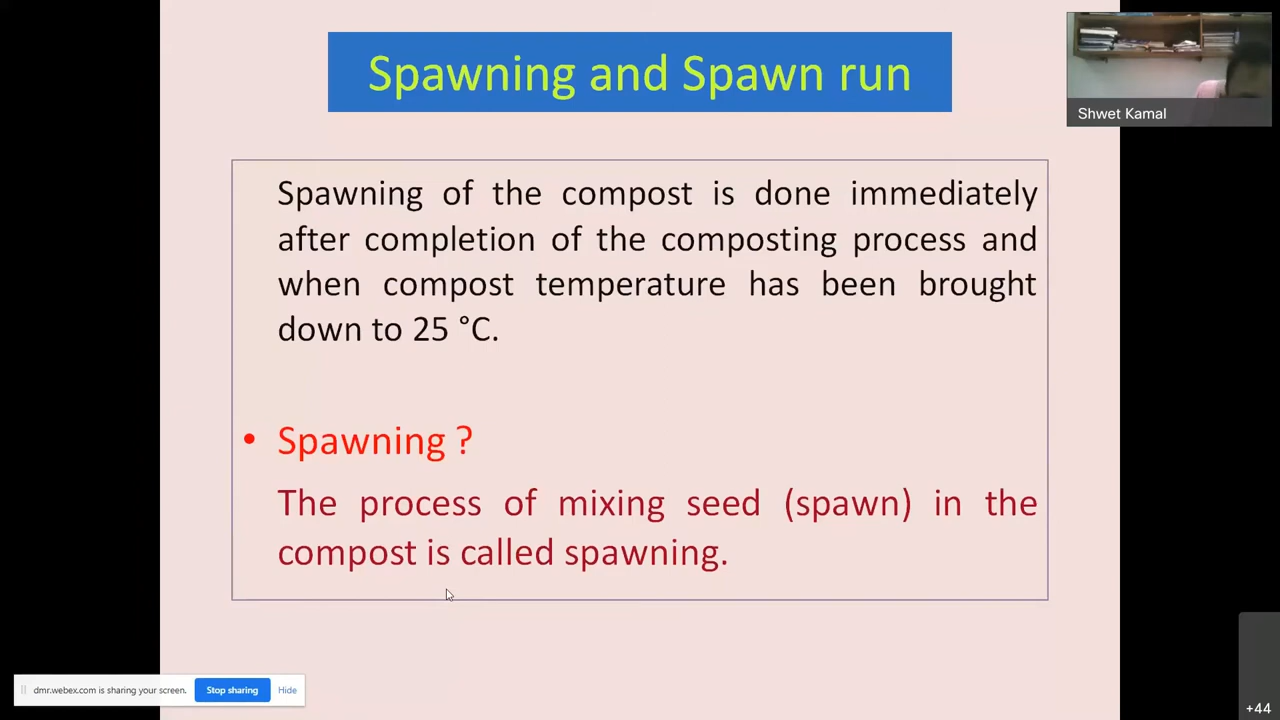 Spawning and Spawn run
Shwet Kamal
Spawning of the compost is done immediately
after completion of the composting process and
when compost temperature has been brought
down to 25 °C.
• Spawning ?
The process of mixing seed (spawn) in the
compost is called spawning.
dmr.webex.com is sharing your screen. Stop sharing Hide
+44